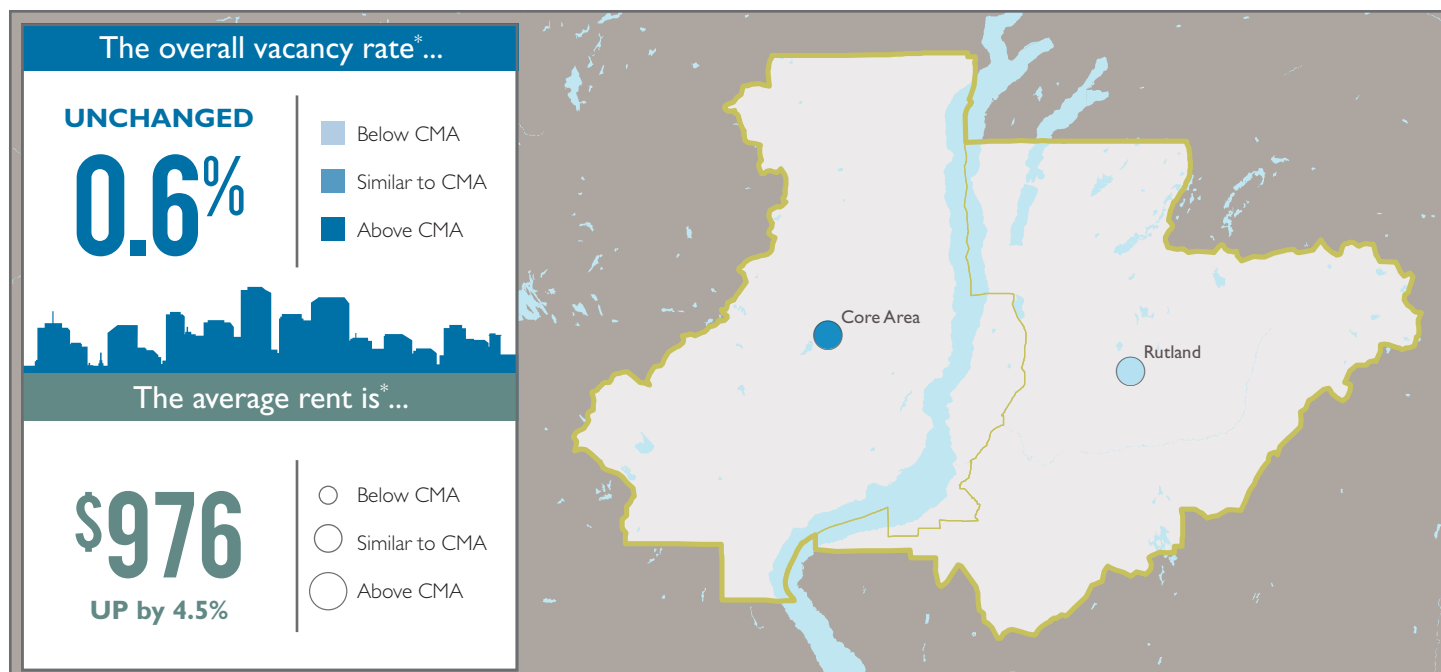 The overall vacancy rate*...
UNCHANGED
0.6%
Below CMA
Similar to CMA
Above CMA
The average rent is*...
$976
UP by 4.5%
Below CMA
Similar to CMA
Above CMA
Core Area
Rutland